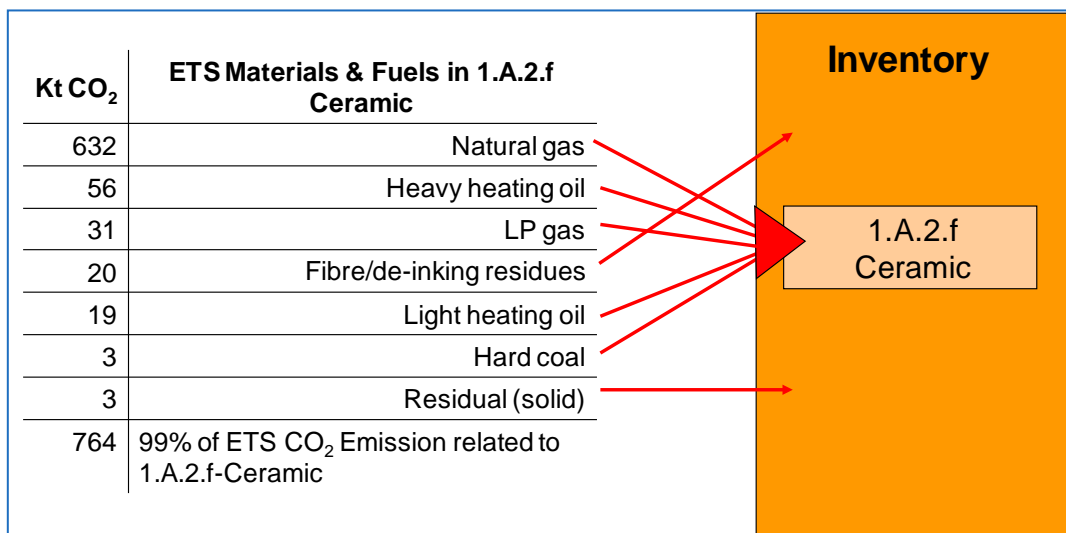 Kt CO₂
ETS Materials & Fuels in 1.A.2.f
Ceramic
632 Natural gas
56 Heavy heating oil
31 LP gas
20 Fibre/de-inking residues
19 Light heating oil
3 Hard coal
3 Residual (solid)
764 99% of ETS CO₂ Emission related to
1.A.2.f-Ceramic
Inventory
1.A.2.f
Ceramic